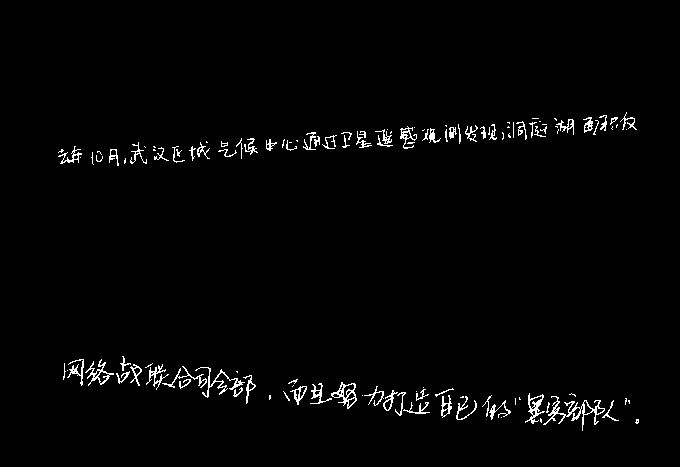 去年10月,武汉区域气候中心通过卫星遥感观测发现,洞庭湖面积仅
网络战联合司令部，而且努力打造自己的"黑客部队"。